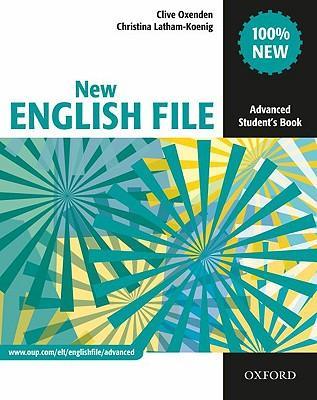 Clive Oxenden
Christina Latham-Koenig
100%
NEW
New
ENGLISH FILE
Advanced
Student's Book
www.oup.com/elt/englishfile/advanced
OXFORD